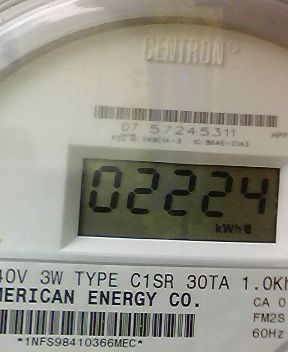 CENTRON®
07 57245311
02224
kWh
40V 3W TYPE C1SR 30TA 1.0Kh
MERICAN ENERGY CO.
CA 0
FM2S
60Hz
*1NFS98410366MEC*